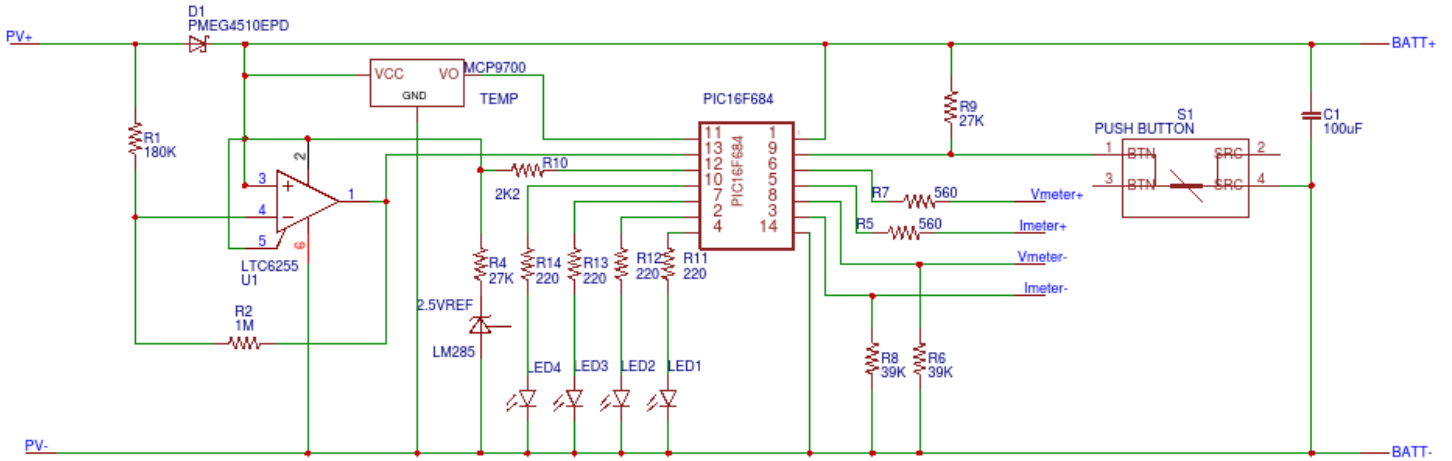 D1
PMEG4510EPD
PV+
BATT+
VCC
VO
GND
MCP9700
TEMP
R1
180K
PIC16F684
11
13
12
10
7
2
4
PIC16F684
1
9
6
5
8
3
14
R9
27K
S1
PUSH BUTTON
1
BTN
SRC
2
3
BTN
SRC
4
C1
100uF
2
3
4
5
1
6
LTC6255
U1
R10
2K2
R7
560
Vmeter+
R5
560
Imeter+
Vmeter-
Imeter-
R4
27K
R14
220
R13
220
R12
220
R11
220
R2
1M
2.5VREF
LM285
LED4
LED3
LED2
LED1
R8
39K
R6
39K
PV-
BATT-